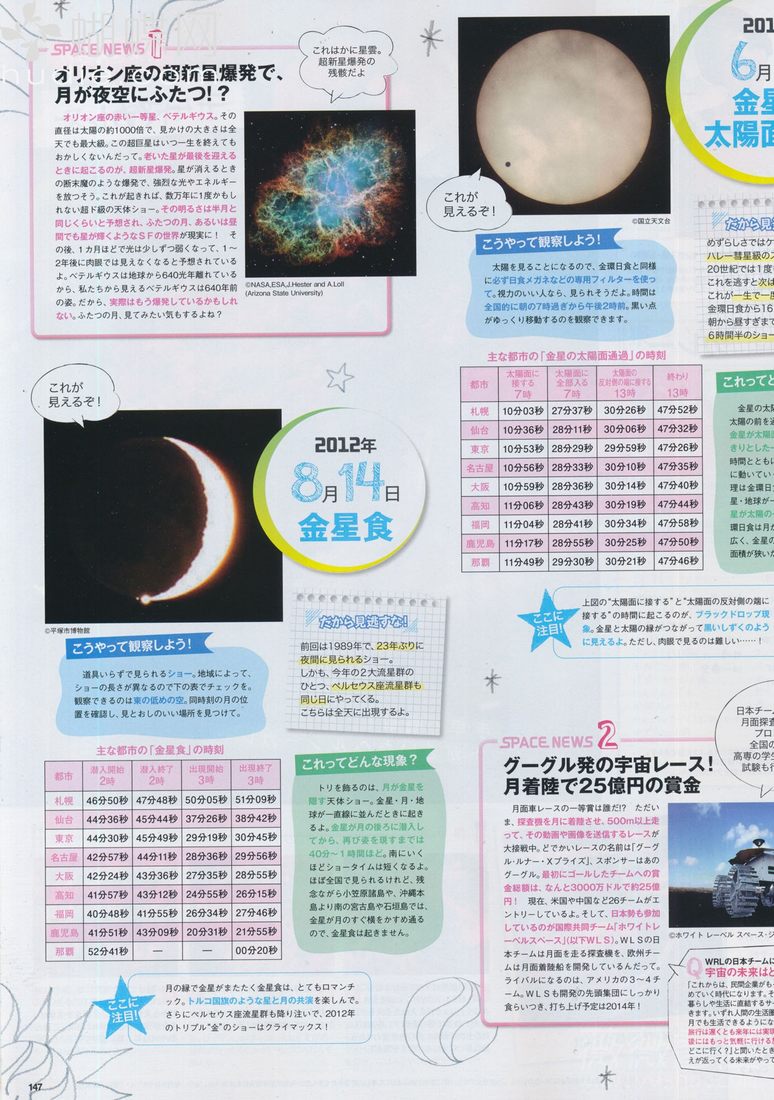 SPACE NEWS 1
オリオン座の超新星爆発で、
月が夜空にふたつ!？
オリオン座の赤い一等星、ベテルギウス。その
直径は太陽の約1000倍で、見かけの大きさは全
天でも最大級。この超巨星はいつ一生を終えても
おかしくないんだって。老いた星が最後を迎える
ときに起こるのが、超新星爆発。星が消えるとき
の断末魔のような爆発で、強烈な光やエネルギー
を放つそう。これが起きれば、数万年に1度かもし
れない超ド級の天体ショー。その明るさは半月と
同じくらいと予想され、ふたつの月、あるいは昼
間でも星が輝くようなSFの世界が現実に！ そ
の後、1カ月ほどで光は少しずつ弱くなって、1〜
2年後に肉眼では見えなくなると予想されている
よ。ベテルギウスは地球から640光年離れている
から、私たちから見えるベテルギウスは640年前
の姿。だから、実際はもう爆発しているかもしれ
ない。ふたつの月、見てみたい気もするよね？
これはかに星雲。
超新星爆発の
残骸だよ
©NASA,ESA,J.Hester and A.Loll
(Arizona State University)
これが
見えるぞ！
©国立天文台
201
6月
金星
太陽面
こうやって観察しよう！
太陽を見ることになるので、金環日食と同様
に必ず日食メガネなどの専用フィルターを使っ
て。視力のいい人なら、見られそうだよ。時間は
全国的に朝の7時過ぎから午後2時前。黒い点
がゆっくり移動するのを観察できます。
だから見
めずらしさではケ
ハレー彗星級のス
20世紀では1度
これを逃すと次は
これが一生で一度
金環日食から16
朝から昼すぎまで
6時間半のショー
主な都市の「金星の太陽面通過」の時刻
都市 太陽面に接する7時 太陽面に全部入る7時 太陽面の反対側の端に接する13時 終わり13時
札幌 10分03秒 27分37秒 30分26秒 47分52秒
仙台 10分36秒 28分11秒 30分06秒 47分32秒
東京 10分53秒 28分29秒 29分59秒 47分26秒
名古屋 10分56秒 28分33秒 30分10秒 47分35秒
大阪 10分59秒 28分36秒 30分14秒 47分40秒
高知 11分06秒 28分43秒 30分19秒 47分44秒
福岡 11分04秒 28分41秒 30分34秒 47分58秒
鹿児島 11分17秒 28分55秒 30分25秒 47分50秒
那覇 11分49秒 29分30秒 30分21秒 47分46秒
これってど
金星の太
太陽の前を通
金星が太陽面
きりとした
時間ととも
に動いてい
理は金環日
星・地球が一
星が太陽の
環日食は月が
広く、金星の
面積が狭いた
ここに
注目！
上図の“太陽面に接する”と“太陽面の反対側の端に
接する”の時間に起こるのが、ブラックドロップ現
象。金星と太陽の縁がつながって黒いしずくのよう
に見えるよ。ただし、肉眼で見るのは難しい……！
これが
見えるぞ！
©平塚市博物館
2012年
8月14日
金星食
こうやって観察しよう！
道具いらずで見られるショー。地域によって、
ショーの長さが異なるので下の表でチェックを。
観察できるのは東の低めの空。同時刻の月の位
置を確認し、見とおしのいい場所を見つけて。
だから見逃すな！
前回は1989年で、23年ぶりに
夜間に見られるショー。
しかも、今年の2大流星群の
ひとつ、ペルセウス座流星群も
同じ日にやってくる。
こちらは全天に出現するよ。
主な都市の「金星食」の時刻
都市 潜入開始2時 潜入終了2時 出現開始3時 出現終了3時
札幌 46分50秒 47分48秒 50分05秒 51分09秒
仙台 44分36秒 45分44秒 37分26秒 38分42秒
東京 44分30秒 45分49秒 29分19秒 30分45秒
名古屋 42分57秒 44分11秒 28分36秒 29分56秒
大阪 42分24秒 43分36秒 27分35秒 28分55秒
高知 41分57秒 43分12秒 24分55秒 26分15秒
福岡 40分48秒 41分55秒 26分34秒 27分46秒
鹿児島 41分51秒 43分09秒 20分31秒 21分55秒
那覇 52分41秒 — — 00分20秒
これってどんな現象？
トリを飾るのは、月が金星を
隠す天体ショー。金星・月・地
球が一直線に並んだときに起き
るよ。金星が月の後ろに潜入し
てから、再び姿を現すまでは
40分〜1時間ほど。南にいく
ほどショータイムは短くなるよ。
ほぼ全国で見られるけれど、残
念ながら小笠原諸島や、沖縄本
島より南の宮古島や石垣島では、
金星が月のすぐ横をかすめ通る
ので、金星食は起きません。
ここに
注目！
月の縁で金星がまたたく金星食は、とてもロマンチ
ック。トルコ国旗のような星と月の共演を楽しんで。
さらにペルセウス座流星群も降り注いで、2012年
のトリプル“金”のショーはクライマックス！
SPACE NEWS 2
グーグル発の宇宙レース！
月着陸で25億円の賞金
月面車レースの一等賞は誰だ!？ ただい
ま、探査機を月に着陸させ、500m以上走
って、その動画や画像を送信するレースが
大接戦中。どでかいレースの名前は「グーグ
ル・ルナー・Xプライズ」、スポンサーはあの
グーグル。最初にゴールしたチームへの賞
金総額は、なんと3000万ドルで約25億
円！ 現在、米国や中国など26チームがエ
ントリーしているよ。そして、日本勢も参加
しているのが国際共同チーム「ホワイトレ
ーベルスペース」(以下WLS)。WLSの日
本チームは月面を走る探査機を、欧州チー
ムは月面着陸船を開発しているんだって。
ライバルになるのは、アメリカの3〜4チ
ーム。WLSも開発の先頭集団にしっかり
食らいつき、打ち上げ予定は2014年！
日本チーム
月面探査
プロ
全国の
高専の学生
試験も行
©ホワイト レーベル スペース・ジ
Q WRLの日本チームに
宇宙の未来はど
「これからは、民間企業がも
めていく時代になります。そ
暮らしや生活に直結するサー
きます。いずれ人間の生活圏
月でも生活できるようにな
旅行は遅くとも来年には実現
後にはもっと気軽に行ける
どこに行く？」と聞いたとき
えが返ってくる未来がやって
147